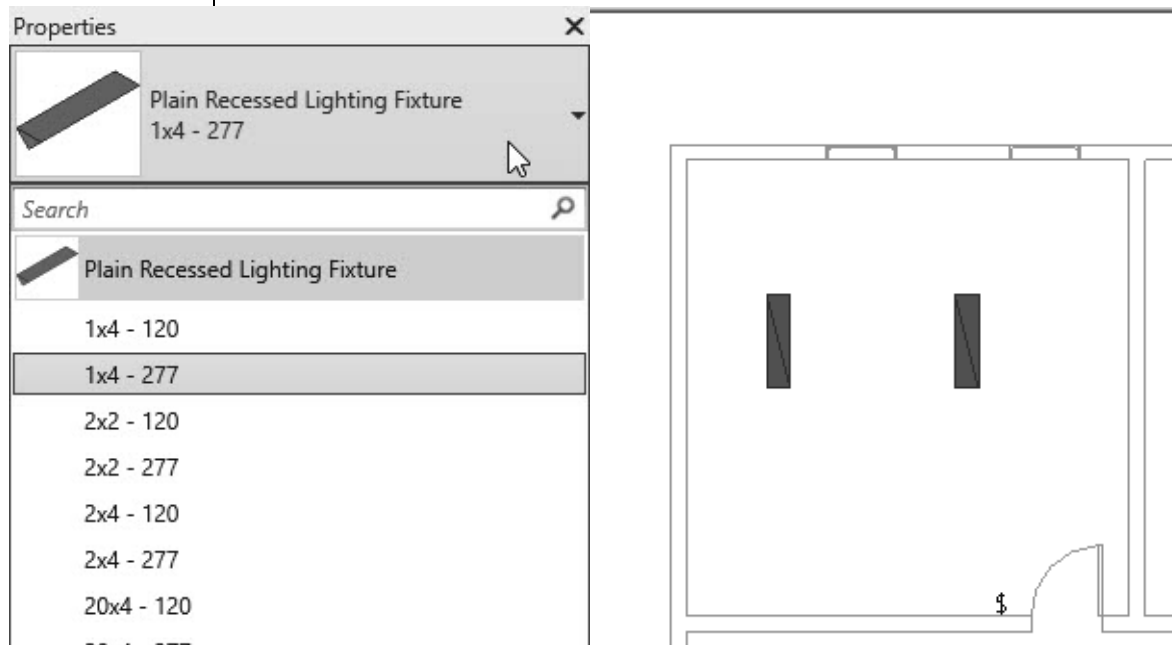 Properties
Plain Recessed Lighting Fixture
1x4 - 277
Search
Plain Recessed Lighting Fixture
1x4 - 120
1x4 - 277
2x2 - 120
2x2 - 277
2x4 - 120
2x4 - 277
20x4 - 120
$